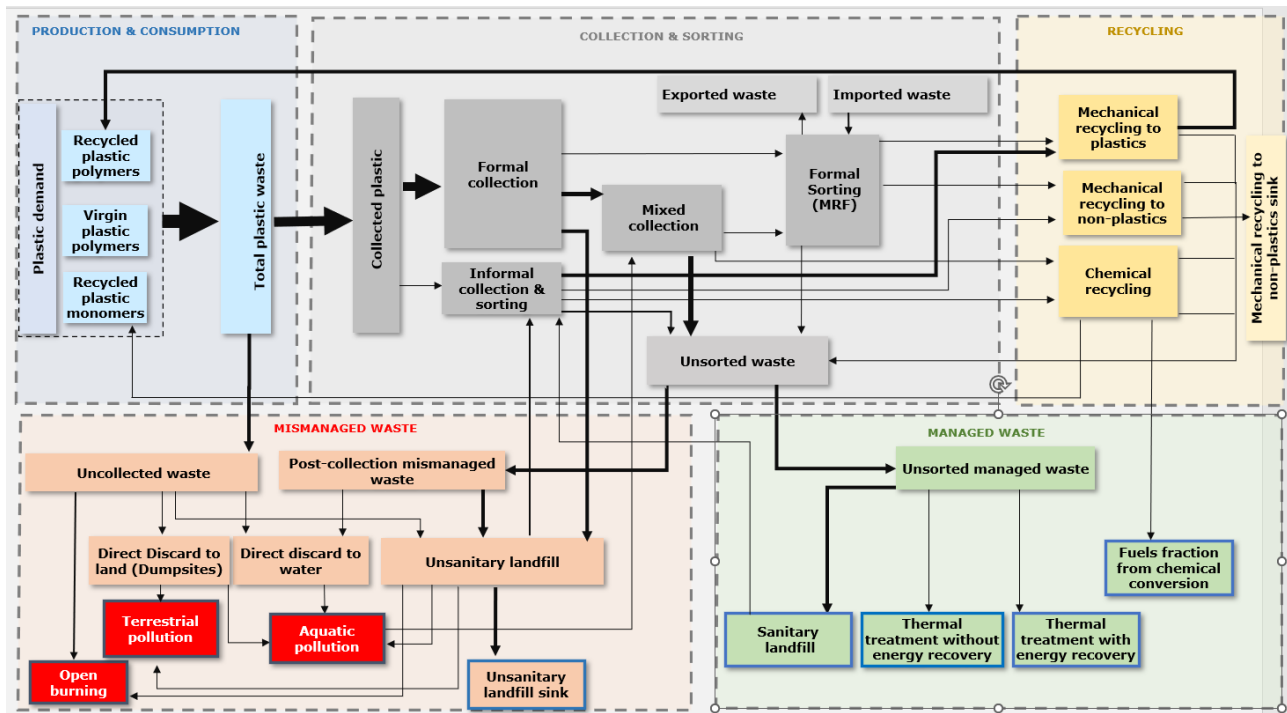 PRODUCTION & CONSUMPTION
COLLECTION & SORTING
RECYCLING
Plastic demand
Recycled
plastic
polymers
Virgin
plastic
polymers
Recycled
plastic
monomers
Total plastic waste
Collected plastic
Formal
collection
Informal
collection &
sorting
Mixed
collection
Exported waste
Imported waste
Formal
Sorting
(MRF)
Unsorted waste
Mechanical
recycling to
plastics
Mechanical
recycling to
non-plastics
Chemical
recycling
Mechanical recycling to
non-plastics sink
MISMANAGED WASTE
Uncollected waste
Post-collection mismanaged
waste
Direct Discard to
land (Dumpsites)
Direct discard to
water
Unsanitary landfill
Terrestrial
pollution
Aquatic
pollution
Open
burning
Unsanitary
landfill sink
MANAGED WASTE
Unsorted managed waste
Fuels fraction
from chemical
conversion
Sanitary
landfill
Thermal
treatment without
energy recovery
Thermal
treatment with
energy recovery